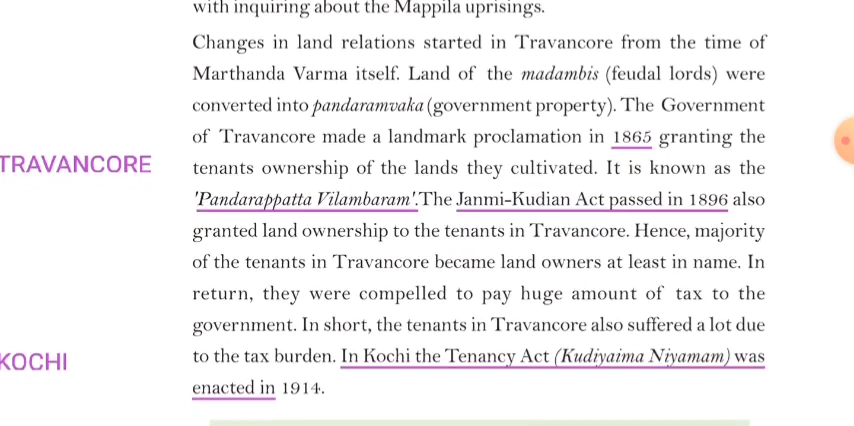 with inquiring about the Mappila uprisings.
Changes in land relations started in Travancore from the time of
Marthanda Varma itself. Land of the madambis (feudal lords) were
converted into pandaramvaka (government property). The Government
of Travancore made a landmark proclamation in 1865 granting the
TRAVANCORE
tenants ownership of the lands they cultivated. It is known as the
'Pandarappatta Vilambaram'.The Janmi-Kudian Act passed in 1896 also
granted land ownership to the tenants in Travancore. Hence, majority
of the tenants in Travancore became land owners at least in name. In
return, they were compelled to pay huge amount of tax to the
government. In short, the tenants in Travancore also suffered a lot due
to the tax burden. In Kochi the Tenancy Act (Kudiyaima Niyamam) was
KOCHI
enacted in 1914.